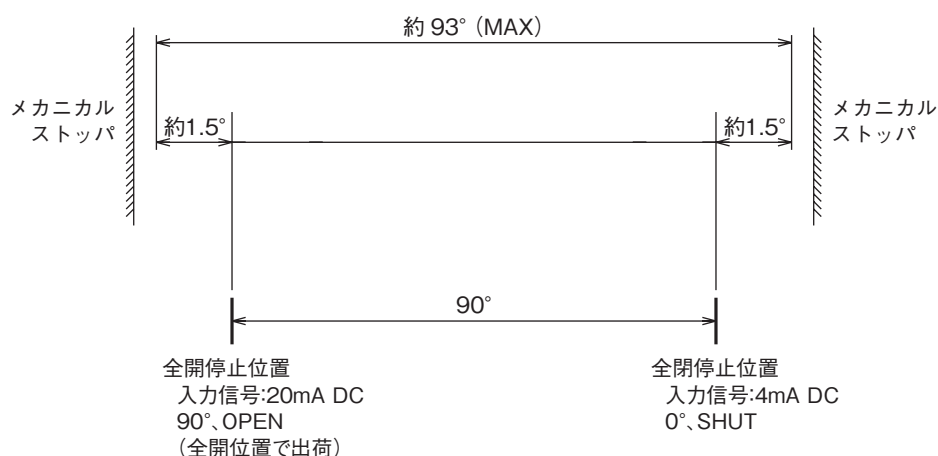 約 93° (MAX)
メカニカル
ストッパ
約1.5°
約1.5°
メカニカル
ストッパ
90°
全開停止位置
入力信号:20mA DC
90°、OPEN
（全開位置で出荷）
全閉停止位置
入力信号:4mA DC
0°、SHUT